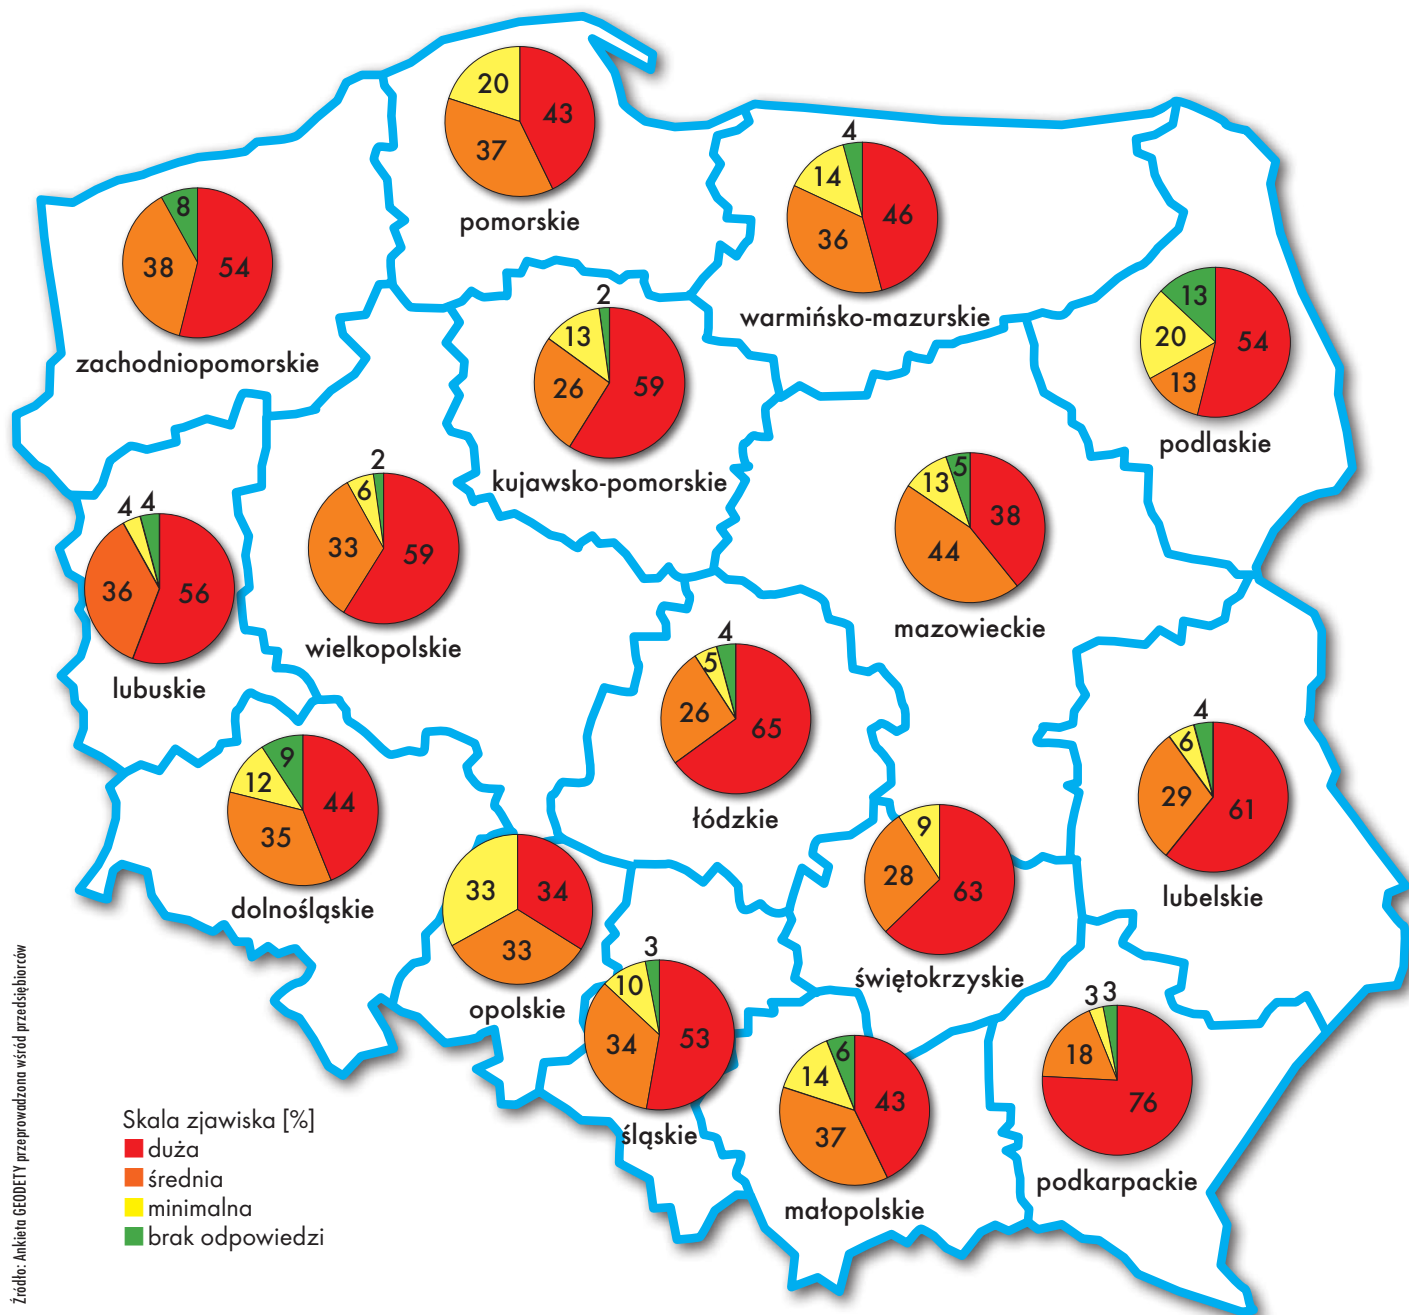 20
43
37
pomorskie
4
14
46
36
warmińsko-mazurskie
8
38
54
zachodniopomorskie
2
13
26
59
kujawsko-pomorskie
13
20
54
13
podlaskie
2
6
33
59
wielkopolskie
5
13
38
44
mazowieckie
4 4
36
56
lubuskie
4
5
26
65
łódzkie
4
6
29
61
lubelskie
9
12
44
35
dolnośląskie
9
28
63
świętokrzyskie
33
34
33
opolskie
3
10
34
53
śląskie
6
14
43
37
małopolskie
3 3
18
76
podkarpackie
Skala zjawiska [%]
duża
średnia
minimalna
brak odpowiedzi
Źródło: Ankieta GEODETY przeprowadzona wśród przedsiębiorców